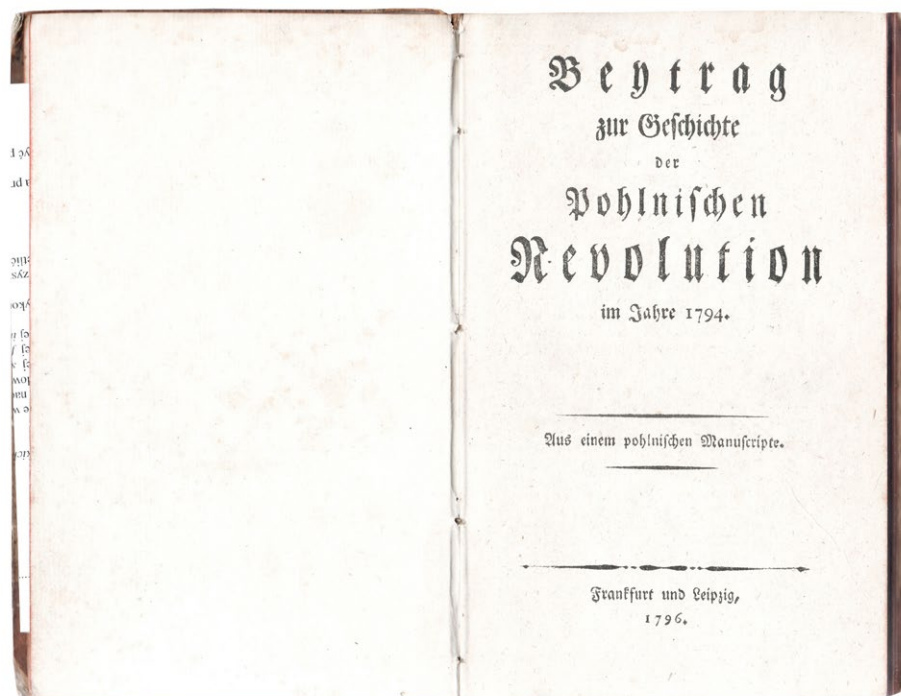 Beytrag
zur Geschichte
der
Pohlnischen
Revolution
im Jahre 1794.
Aus einem pohlnischen Manuscripte.
Frankfurt und Leipzig,
1796.